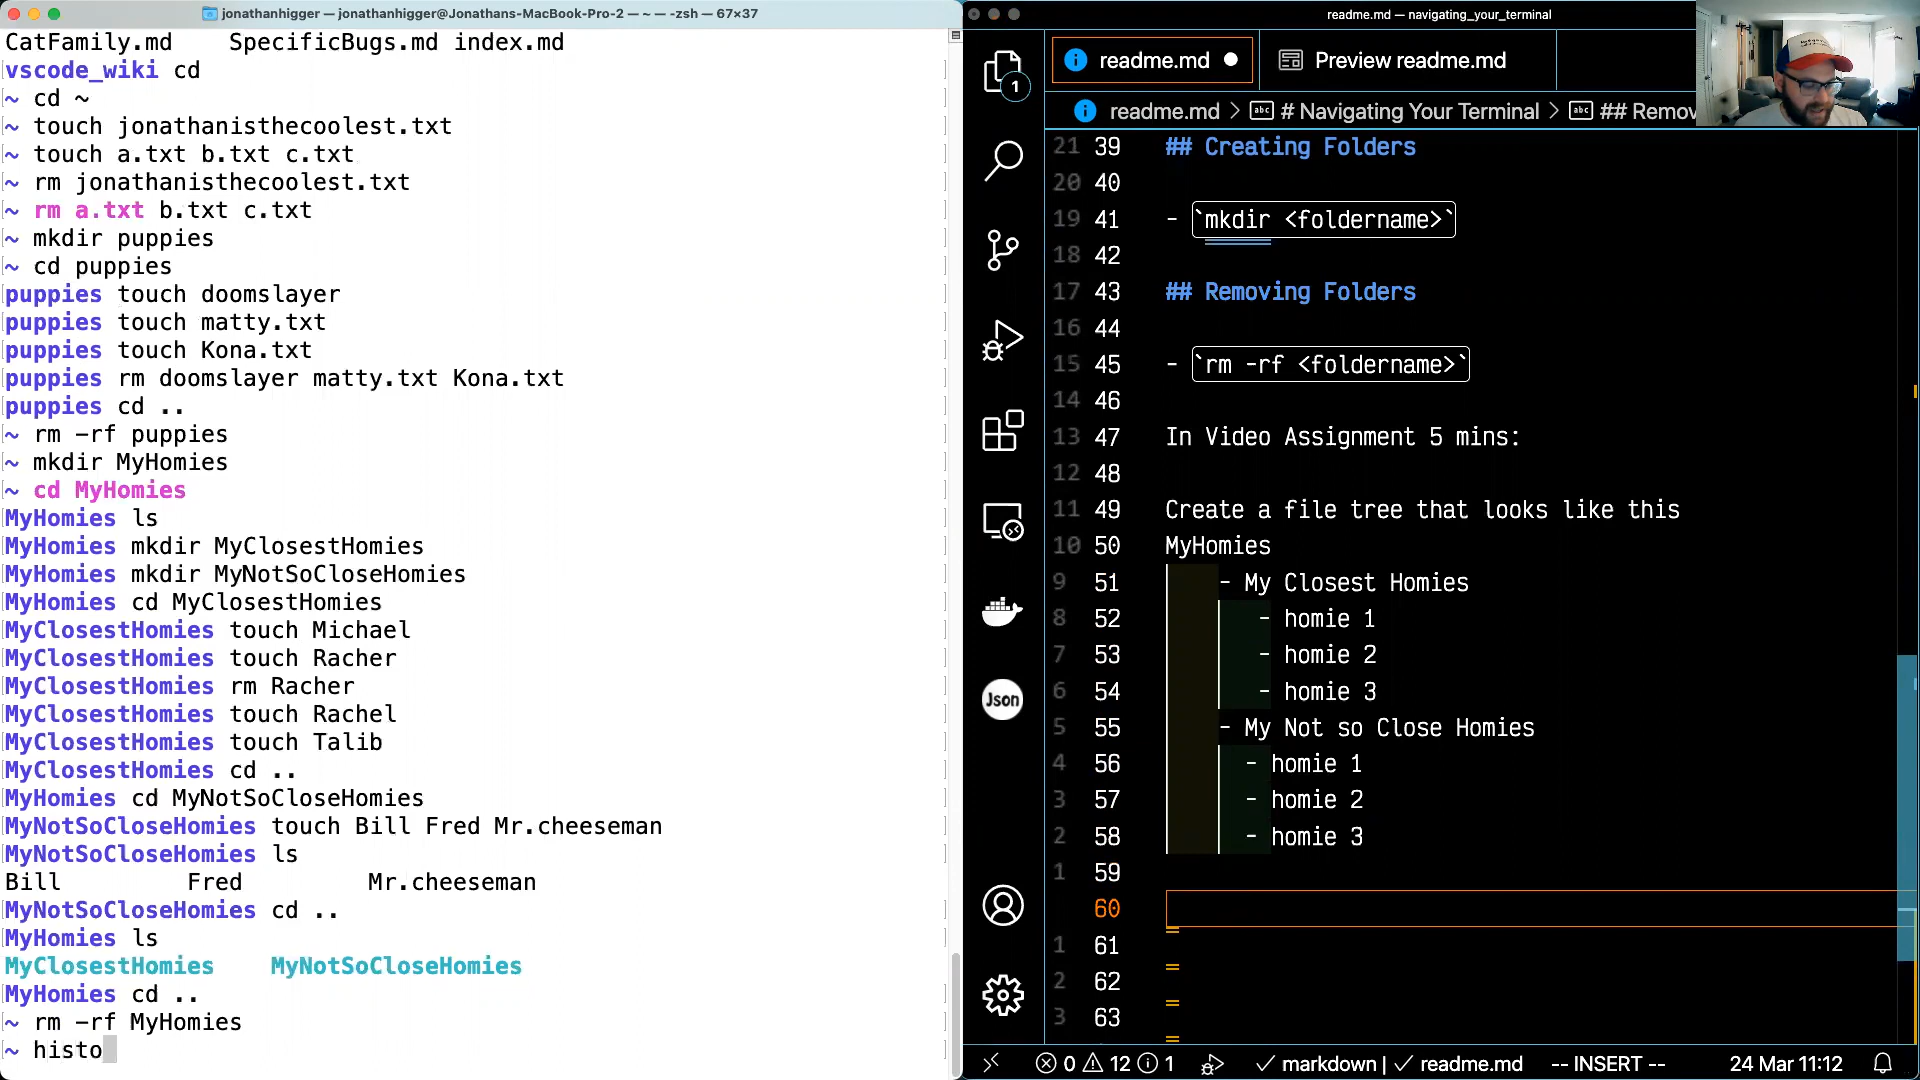 jonathanhigger — jonathanhigger@Jonathans-MacBook-Pro-2 — ~ — -zsh — 67×37
CatFamily.md SpecificBugs.md index.md
vscode_wiki cd
~ cd ~
~ touch jonathanisthecoolest.txt
~ touch a.txt b.txt c.txt
~ rm jonathanisthecoolest.txt
~ rm a.txt b.txt c.txt
~ mkdir puppies
~ cd puppies
puppies touch doomslayer
puppies touch matty.txt
puppies touch Kona.txt
puppies rm doomslayer matty.txt Kona.txt
puppies cd ..
~ rm -rf puppies
~ mkdir MyHomies
~ cd MyHomies
MyHomies ls
MyHomies mkdir MyClosestHomies
MyHomies mkdir MyNotSoCloseHomies
MyHomies cd MyClosestHomies
MyClosestHomies touch Michael
MyClosestHomies touch Racher
MyClosestHomies rm Racher
MyClosestHomies touch Rachel
MyClosestHomies touch Talib
MyClosestHomies cd ..
MyHomies cd MyNotSoCloseHomies
MyNotSoCloseHomies touch Bill Fred Mr.cheeseman
MyNotSoCloseHomies ls
Bill Fred Mr.cheeseman
MyNotSoCloseHomies cd ..
MyHomies ls
MyClosestHomies MyNotSoCloseHomies
MyHomies cd ..
~ rm -rf MyHomies
~ histo
readme.md — navigating_your_terminal
1
readme.md Preview readme.md
readme.md > abc # Navigating Your Terminal > abc ## Remov
21 39 ## Creating Folders
20 40
19 41 - `mkdir <foldername>`
18 42
17 43 ## Removing Folders
16 44
15 45 - `rm -rf <foldername>`
14 46
13 47 In Video Assignment 5 mins:
12 48
11 49 Create a file tree that looks like this
10 50 MyHomies
9 51 - My Closest Homies
8 52 - homie 1
7 53 - homie 2
6 54 - homie 3
5 55 - My Not so Close Homies
4 56 - homie 1
3 57 - homie 2
2 58 - homie 3
1 59
60
1 61
2 62
3 63
Json
0 12 1 markdown | readme.md -- INSERT -- 24 Mar 11:12